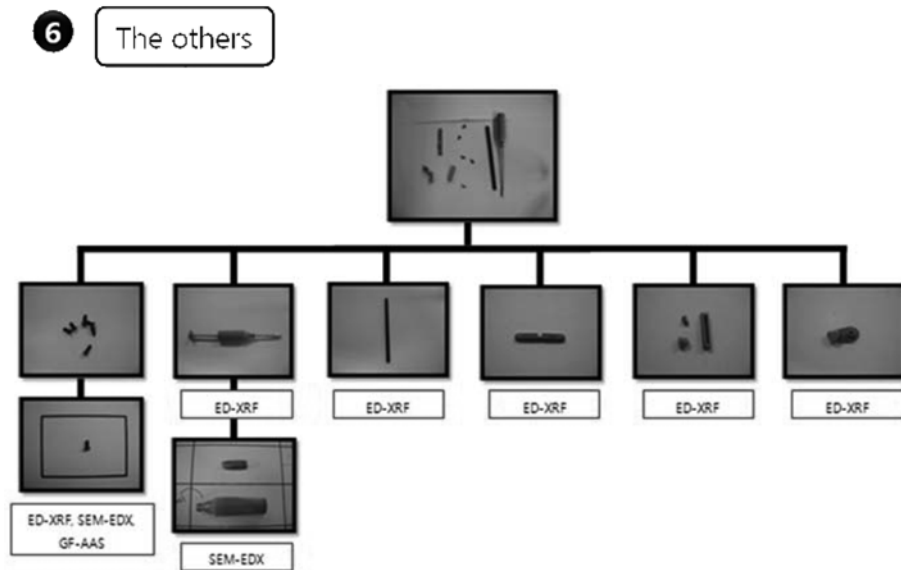 6
The others
ED-XRF
ED-XRF
ED-XRF
ED-XRF
ED-XRF
ED-XRF, SEM-EDX,
GF-AAS
SEM-EDX